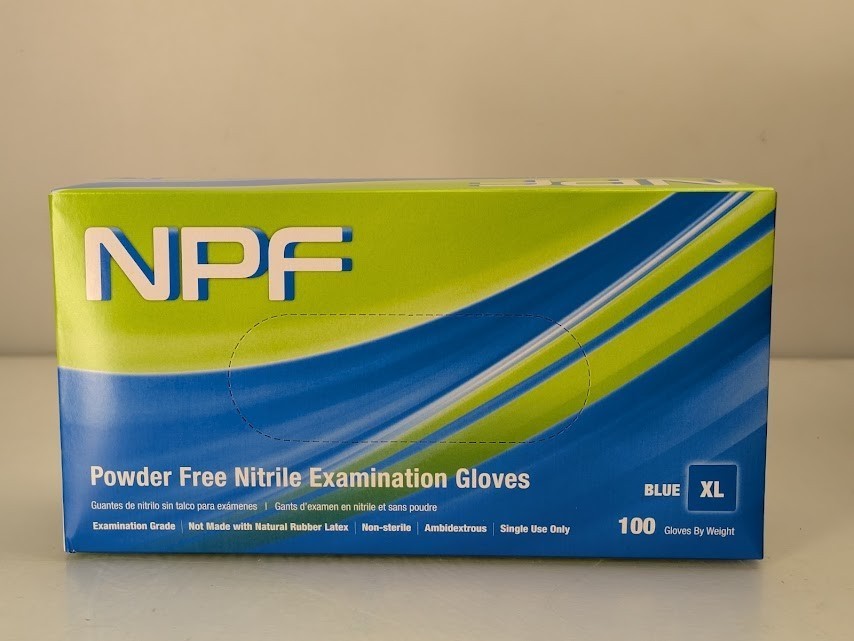 NPF
NPF
Powder Free Nitrile Examination Gloves
Guantes de nitrilo sin talco para exámenes | Gants d'examen en nitrile et sans poudre
Examination Grade | Not Made with Natural Rubber Latex | Non-sterile | Ambidextrous | Single Use Only
BLUE XL
100 Gloves By Weight